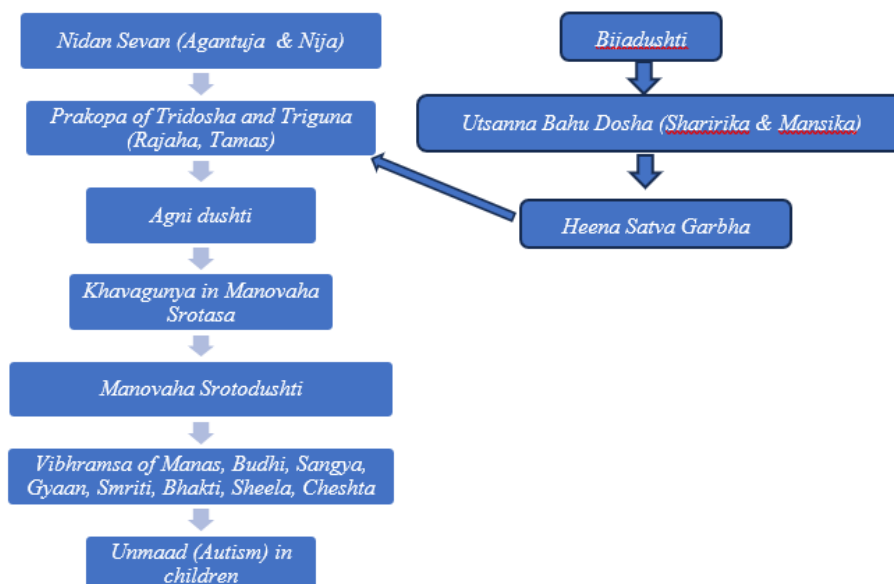 Nidan Sevan (Agantuja & Nija)
Prakopa of Tridosha and Triguna
(Rajaha, Tamas)
Agni dushti
Khavagunya in Manovaha
Srotasa
Manovaha Srotodushti
Vibhramsa of Manas, Budhi, Sangya,
Gyaan, Smriti, Bhakti, Sheela, Cheshta
Unmaad (Autism) in
children
Bijadushti
Utsanna Bahu Dosha (Sharirika & Mansika)
Heena Satva Garbha